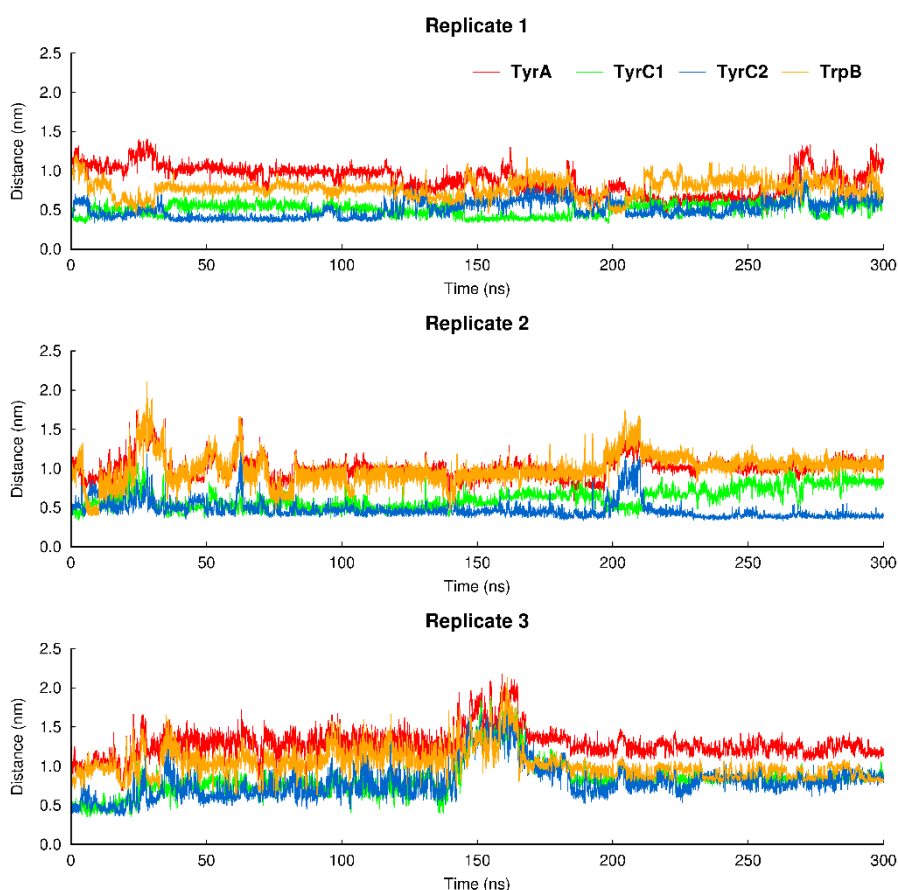 Replicate 1
2.5
TyrA TyrC1 TyrC2 TrpB
2.0
1.5
1.0
0.5
0.0
Distance (nm)
0 50 100 150 200 250 300
Time (ns)
Replicate 2
2.5
2.0
1.5
1.0
0.5
0.0
Distance (nm)
0 50 100 150 200 250 300
Time (ns)
Replicate 3
2.5
2.0
1.5
1.0
0.5
0.0
Distance (nm)
0 50 100 150 200 250 300
Time (ns)